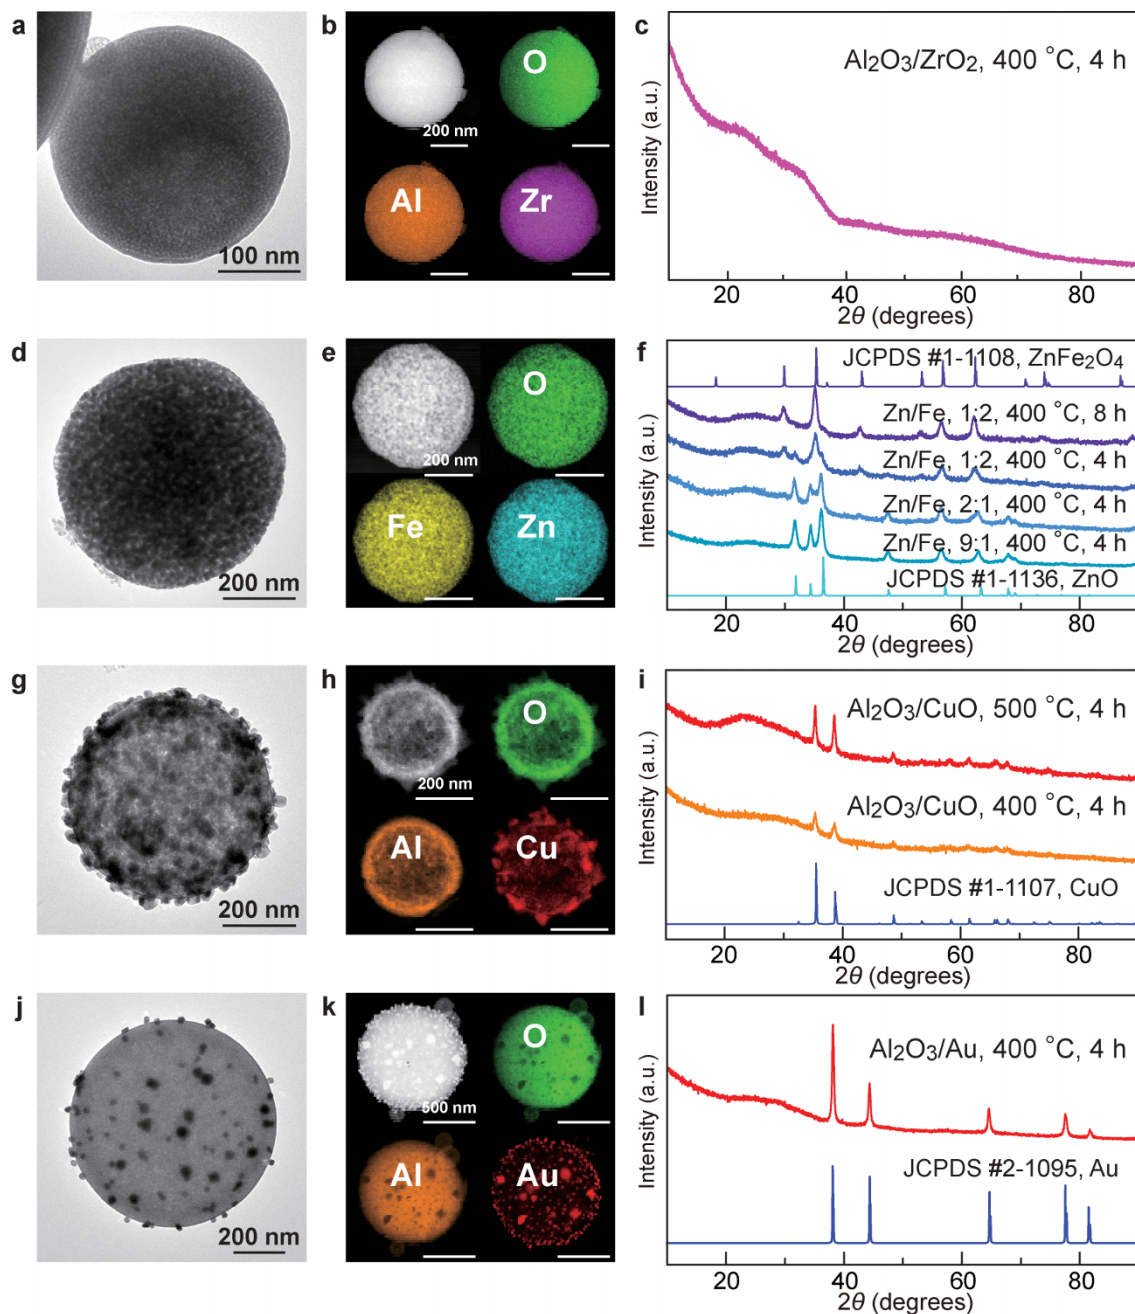 a
100 nm
b
O
200 nm
Al
Zr
c
Al₂O₃/ZrO₂, 400 °C, 4 h
Intensity (a.u.)
20 40 60 80
2θ (degrees)
d
200 nm
e
O
200 nm
Fe
Zn
f
JCPDS #1-1108, ZnFe₂O₄
Zn/Fe, 1:2, 400 °C, 8 h
Zn/Fe, 1:2, 400 °C, 4 h
Zn/Fe, 2:1, 400 °C, 4 h
Zn/Fe, 9:1, 400 °C, 4 h
JCPDS #1-1136, ZnO
Intensity (a.u.)
20 40 60 80
2θ (degrees)
g
200 nm
h
O
200 nm
Al
Cu
i
Al₂O₃/CuO, 500 °C, 4 h
Al₂O₃/CuO, 400 °C, 4 h
JCPDS #1-1107, CuO
Intensity (a.u.)
20 40 60 80
2θ (degrees)
j
200 nm
k
O
500 nm
Al
Au
l
Al₂O₃/Au, 400 °C, 4 h
JCPDS #2-1095, Au
Intensity (a.u.)
20 40 60 80
2θ (degrees)